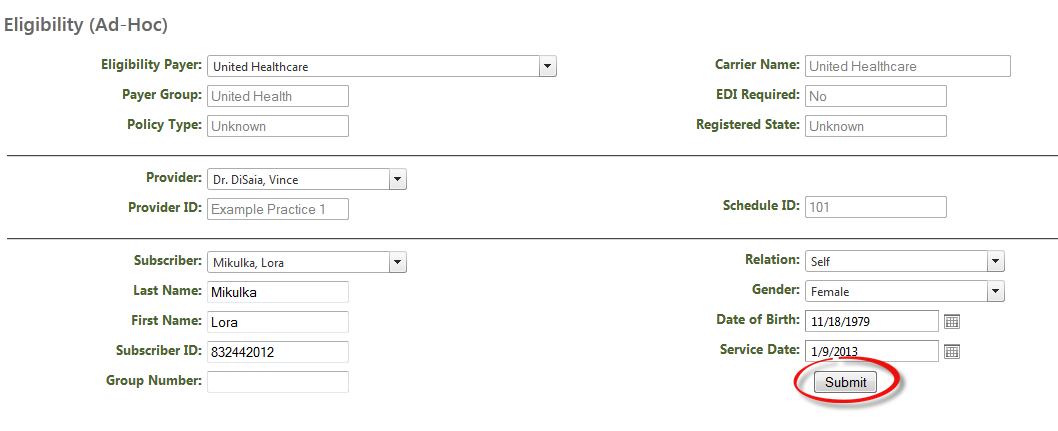 Eligibility (Ad-Hoc)
Eligibility Payer: United Healthcare Carrier Name: United Healthcare
Payer Group: United Health EDI Required: No
Policy Type: Unknown Registered State: Unknown
Provider: Dr. DiSaia, Vince
Provider ID: Example Practice 1 Schedule ID: 101
Subscriber: Mikulka, Lora Relation: Self
Last Name: Mikulka Gender: Female
First Name: Lora Date of Birth: 11/18/1979
Subscriber ID: 832442012 Service Date: 1/9/2013
Group Number: Submit